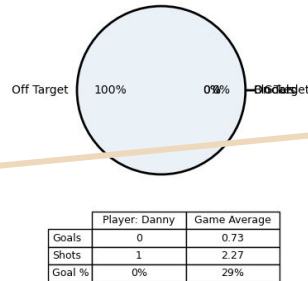 Off Target 100% 0%
Player: Danny Game Average
Goals 0 0.73
Shots 1 2.27
Goal % 0% 29%